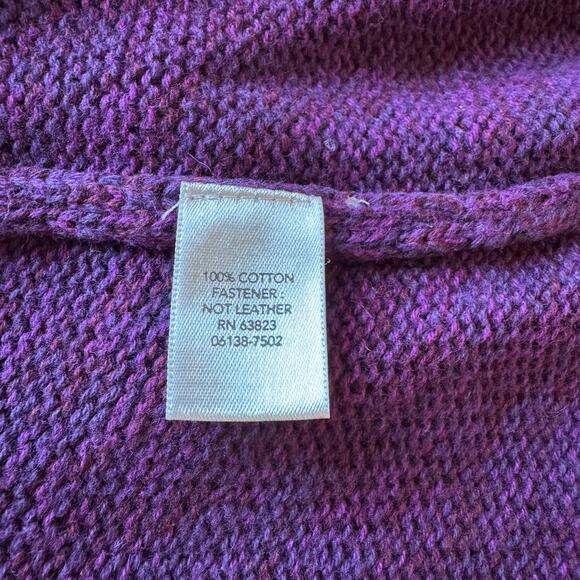 100% COTTON
FASTENER :
NOT LEATHER
RN 63823
06138-7502